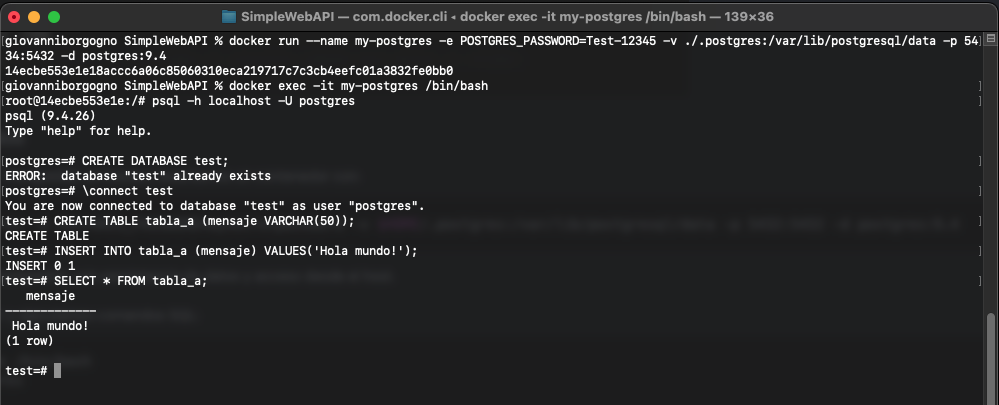 SimpleWebAPI — com.docker.cli ◂ docker exec -it my-postgres /bin/bash — 139×36
[giovanniborgogno SimpleWebAPI % docker run --name my-postgres -e POSTGRES_PASSWORD=Test-12345 -v ./.postgres:/var/lib/postgresql/data -p 54]
34:5432 -d postgres:9.4
14ecbe553e1e18accc6a06c85060310eca219717c7c3cb4eefc01a3832fe0bb0
[giovanniborgogno SimpleWebAPI % docker exec -it my-postgres /bin/bash ]
[root@14ecbe553e1e:/# psql -h localhost -U postgres ]
psql (9.4.26)
Type "help" for help.
[postgres=# CREATE DATABASE test; ]
ERROR:  database "test" already exists
[postgres=# \connect test ]
You are now connected to database "test" as user "postgres".
[test=# CREATE TABLE tabla_a (mensaje VARCHAR(50)); ]
CREATE TABLE
[test=# INSERT INTO tabla_a (mensaje) VALUES('Hola mundo!'); ]
INSERT 0 1
[test=# SELECT * FROM tabla_a; ]
mensaje
-------------
Hola mundo!
(1 row)
test=#